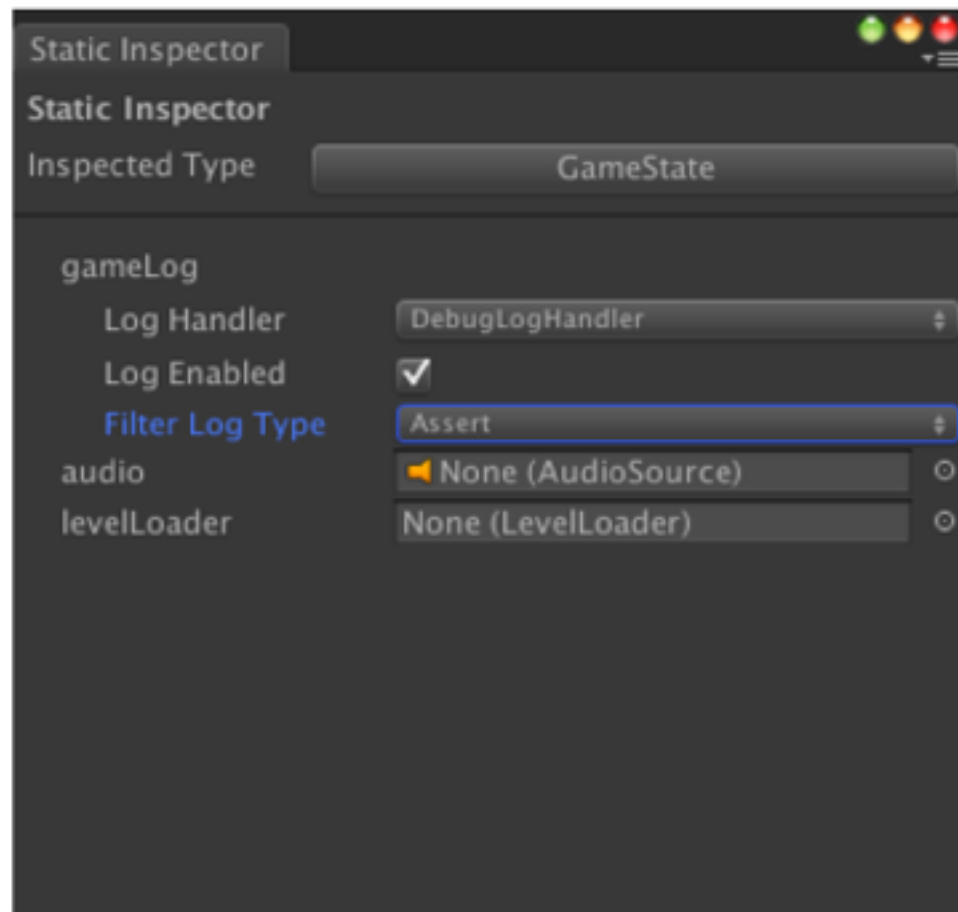 Static Inspector
Static Inspector
Inspected Type GameState
gameLog
Log Handler DebugLogHandler
Log Enabled
Filter Log Type Assert
audio None (AudioSource)
levelLoader None (LevelLoader)